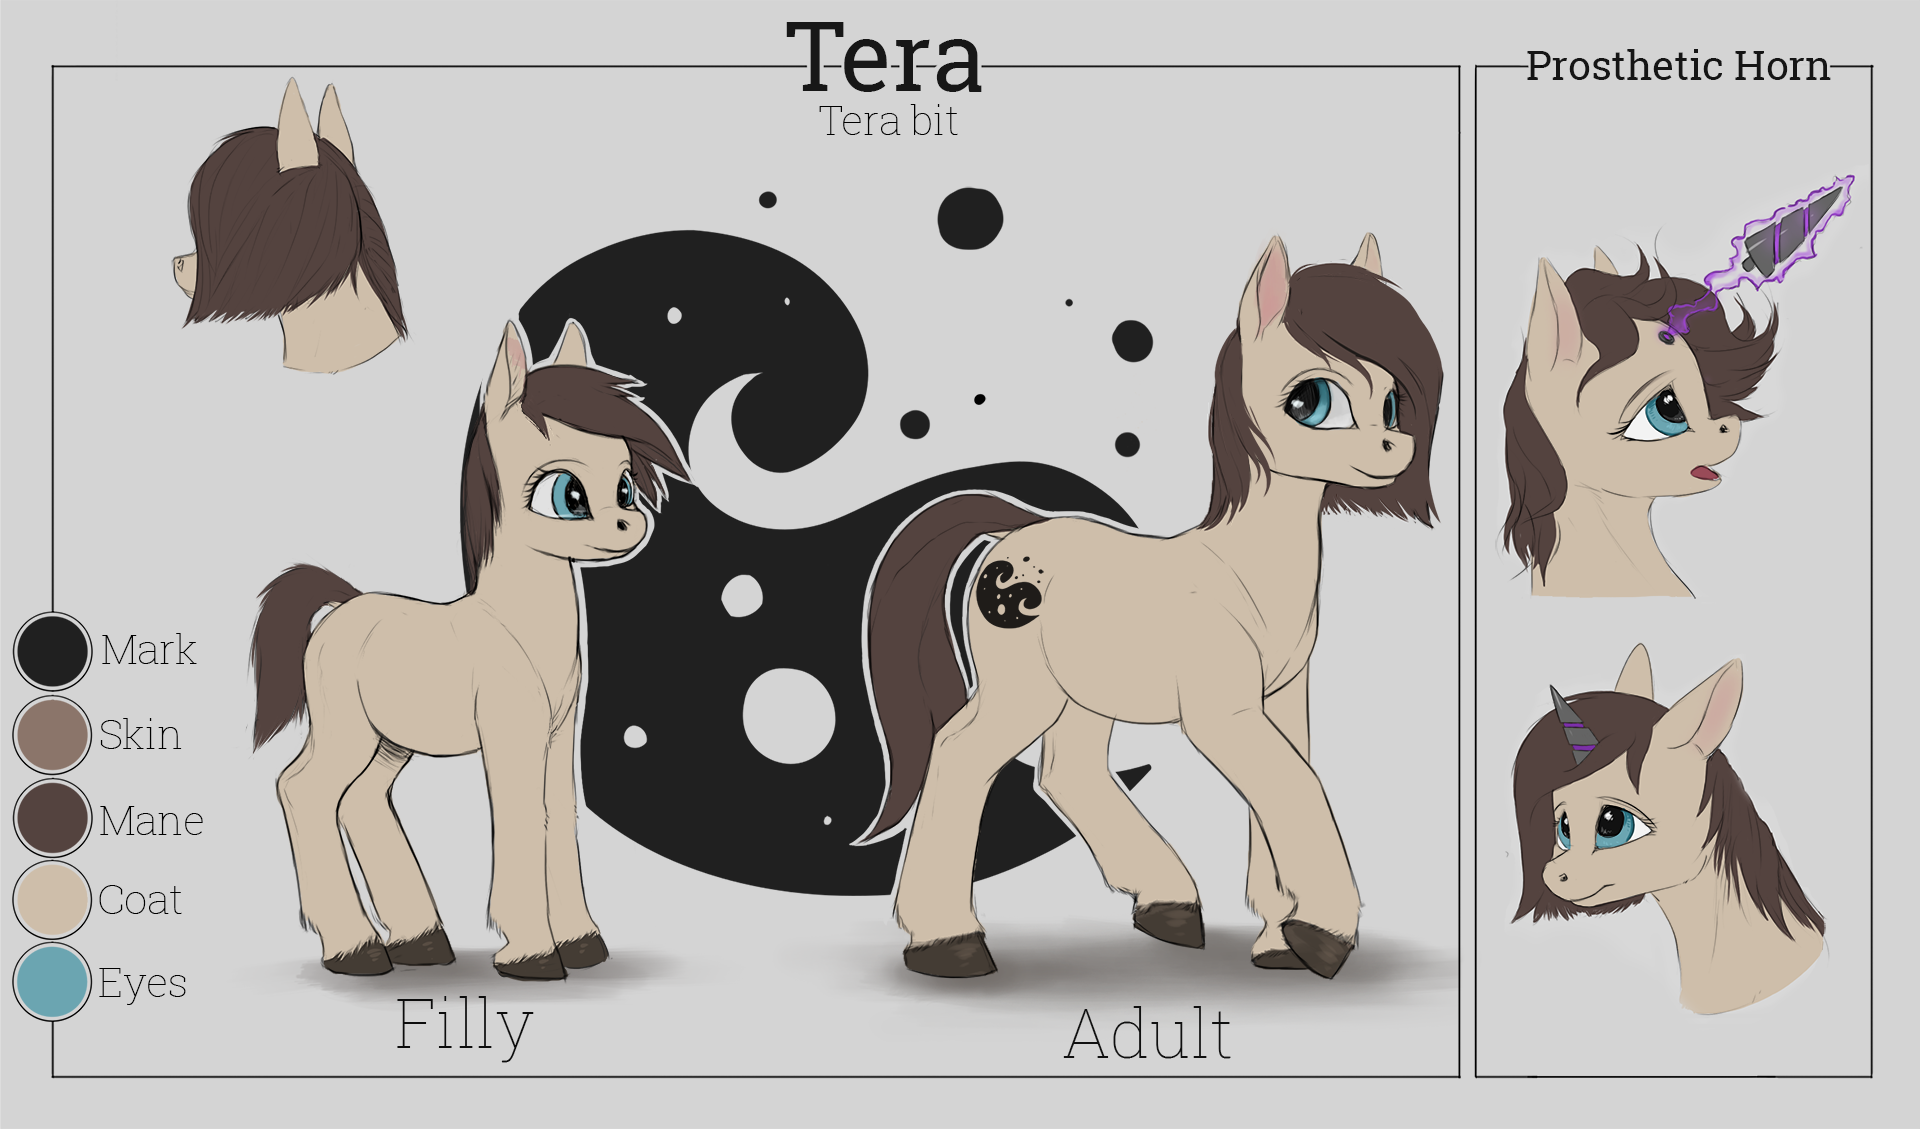 Tera
Tera bit
Prosthetic Horn
Mark
Skin
Mane
Coat
Eyes
Filly
Adult